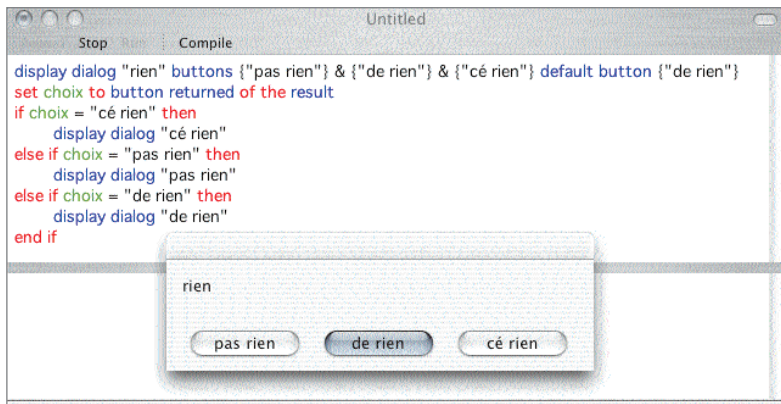 Untitled
Stop Run Compile
display dialog "rien" buttons {"pas rien"} & {"de rien"} & {"cé rien"} default button {"de rien"}
set choix to button returned of the result
if choix = "cé rien" then
display dialog "cé rien"
else if choix = "pas rien" then
display dialog "pas rien"
else if choix = "de rien" then
display dialog "de rien"
end if
rien
pas rien de rien cé rien